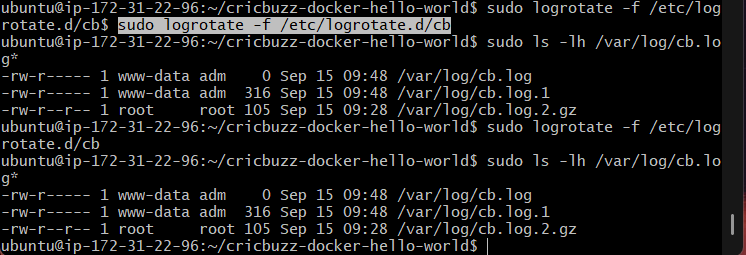 ubuntu@ip-172-31-22-96:~/cricbuzz-docker-hello-world$ sudo logrotate -f /etc/log
rotate.d/cb$ sudo logrotate -f /etc/logrotate.d/cb
ubuntu@ip-172-31-22-96:~/cricbuzz-docker-hello-world$ sudo ls -lh /var/log/cb.lo
g*
-rw-r----- 1 www-data adm    0 Sep 15 09:48 /var/log/cb.log
-rw-r----- 1 www-data adm  316 Sep 15 09:48 /var/log/cb.log.1
-rw-r--r-- 1 root     root 105 Sep 15 09:28 /var/log/cb.log.2.gz
ubuntu@ip-172-31-22-96:~/cricbuzz-docker-hello-world$ sudo logrotate -f /etc/log
rotate.d/cb
ubuntu@ip-172-31-22-96:~/cricbuzz-docker-hello-world$ sudo ls -lh /var/log/cb.lo
g*
-rw-r----- 1 www-data adm    0 Sep 15 09:48 /var/log/cb.log
-rw-r----- 1 www-data adm  316 Sep 15 09:48 /var/log/cb.log.1
-rw-r--r-- 1 root     root 105 Sep 15 09:28 /var/log/cb.log.2.gz
ubuntu@ip-172-31-22-96:~/cricbuzz-docker-hello-world$